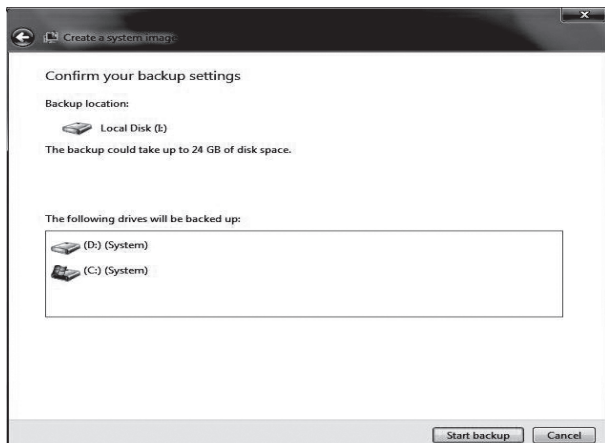 Create a system image
Confirm your backup settings
Backup location:
Local Disk (I:)
The backup could take up to 24 GB of disk space.
The following drives will be backed up:
(D:) (System)
(C:) (System)
Start backup Cancel